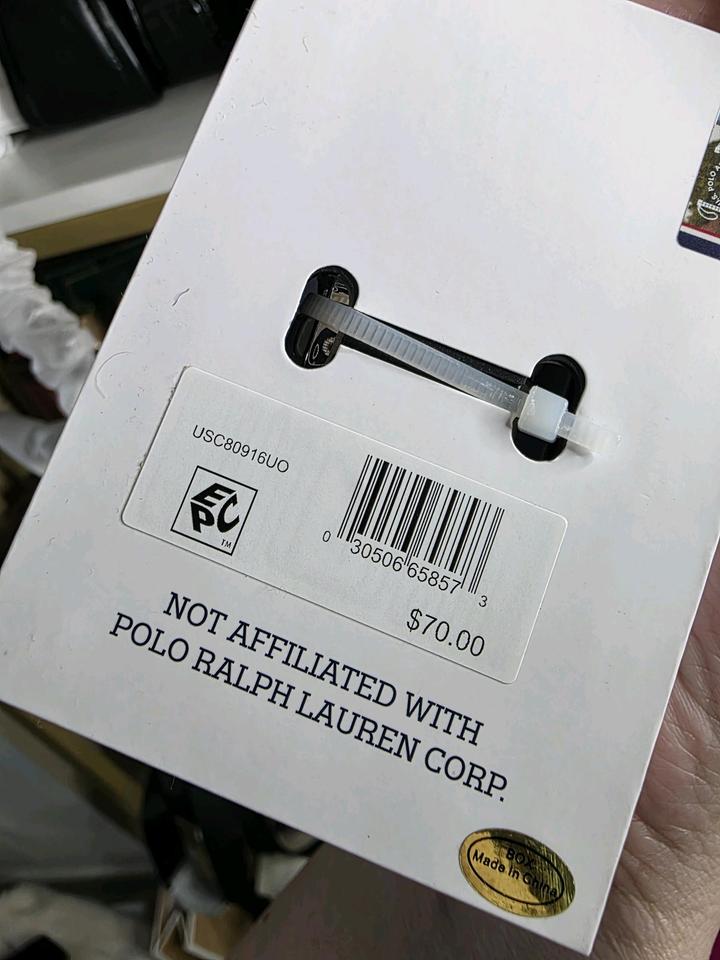 POLO A
USC80916UO
EPC
TM
0 30506 65857 3
$70.00
NOT AFFILIATED WITH
POLO RALPH LAUREN CORP.
BOX:
Made in China